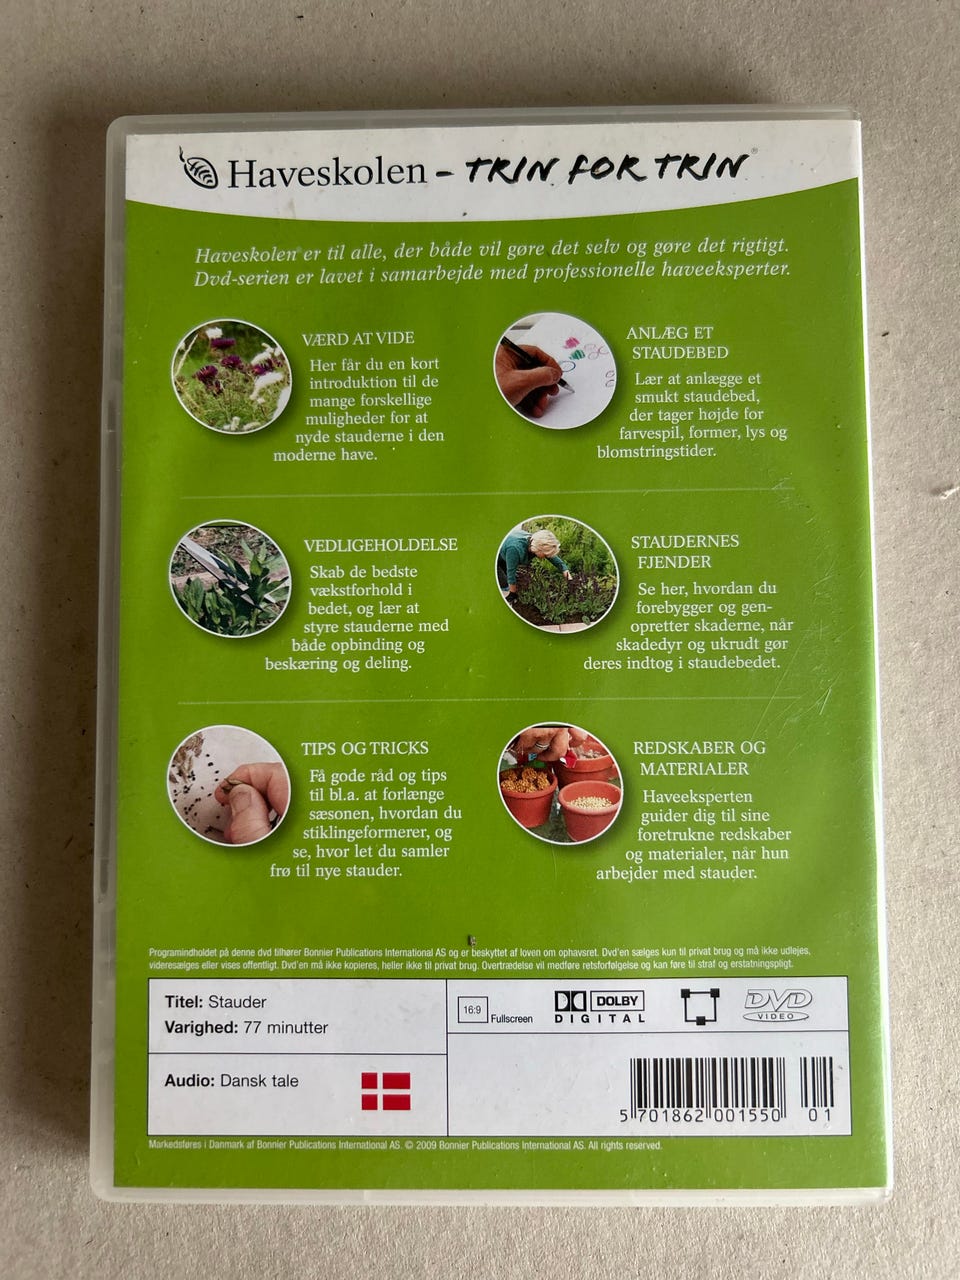 Haveskolen - TRIN FOR TRIN®
Haveskolen er til alle, der både vil gøre det selv og gøre det rigtigt.
Dvd-serien er lavet i samarbejde med professionelle haveeksperter.
VÆRD AT VIDE
Her får du en kort
introduktion til de
mange forskellige
muligheder for at
nyde stauderne i den
moderne have.
ANLÆG ET
STAUDEBED
Lær at anlægge et
smukt staudebed,
der tager højde for
farvespil, former, lys og
blomstringstider.
VEDLIGEHOLDELSE
Skab de bedste
vækstforhold i
bedet, og lær at
styre stauderne med
både opbinding og
beskæring og deling.
STAUDERNES
FJENDER
Se her, hvordan du
forebygger og gen-
opretter skaderne, når
skadedyr og ukrudt gør
deres indtog i staudebedet.
TIPS OG TRICKS
Få gode råd og tips
til bl.a. at forlænge
sæsonen, hvordan du
stiklingeformerer, og
se, hvor let du samler
frø til nye stauder.
REDSKABER OG
MATERIALER
Haveeksperten
guider dig til sine
foretrukne redskaber
og materialer, når hun
arbejder med stauder.
Programindholdet på denne dvd tilhører Bonnier Publications International AS og er beskyttet af loven om ophavsret. Dvd'en sælges kun til privat brug og må ikke udlejes,
videresælges eller vises offentligt. Dvd'en må ikke kopieres, heller ikke til privat brug. Overtrædelse vil medføre retsforfølgelse og kan føre til straf og erstatningspligt.
Titel: Stauder
Varighed: 77 minutter
16:9 Fullscreen
DOLBY
DIGITAL
DVD
VIDEO
Audio: Dansk tale
5 701862 001550 01
Markedsføres i Danmark af Bonnier Publications International AS. © 2009 Bonnier Publications International AS. All rights reserved.